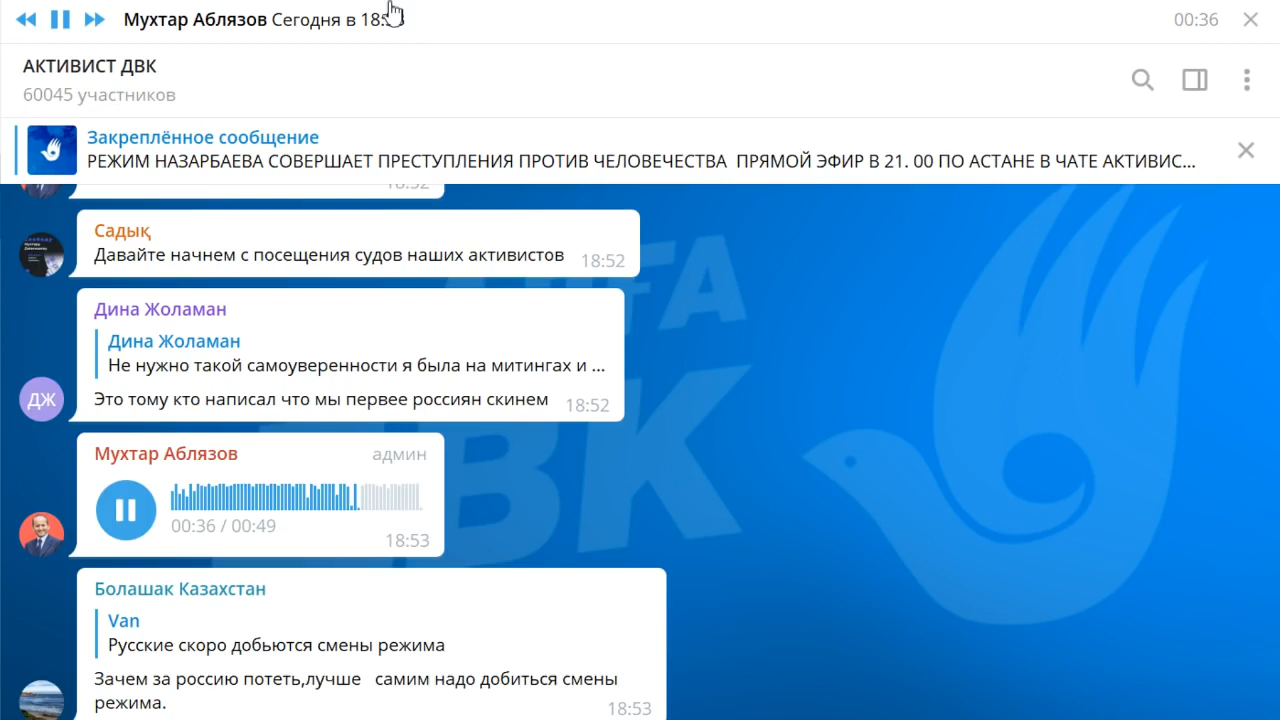 Мухтар Аблязов Сегодня в
00:36
АКТИВИСТ ДВК
60045 участников
Закреплённое сообщение
РЕЖИМ НАЗАРБАЕВА СОВЕРШАЕТ ПРЕСТУПЛЕНИЯ ПРОТИВ ЧЕЛОВЕЧЕСТВА ПРЯМОЙ ЭФИР В 21. 00 ПО АСТАНЕ В ЧАТЕ АКТИВИС...
18:52
Садық
Давайте начнем с посещения судов наших активистов
18:52
Дина Жоламан
Дина Жоламан
Не нужно такой самоуверенности я была на митингах и ...
Это тому кто написал что мы первее россиян скинем
18:52
ДЖ
Мухтар Аблязов
админ
00:36 / 00:49
18:53
Болашак Казахстан
Van
Русские скоро добьются смены режима
Зачем за россию потеть,лучше самим надо добиться смены
режима.
18:53
ДВК